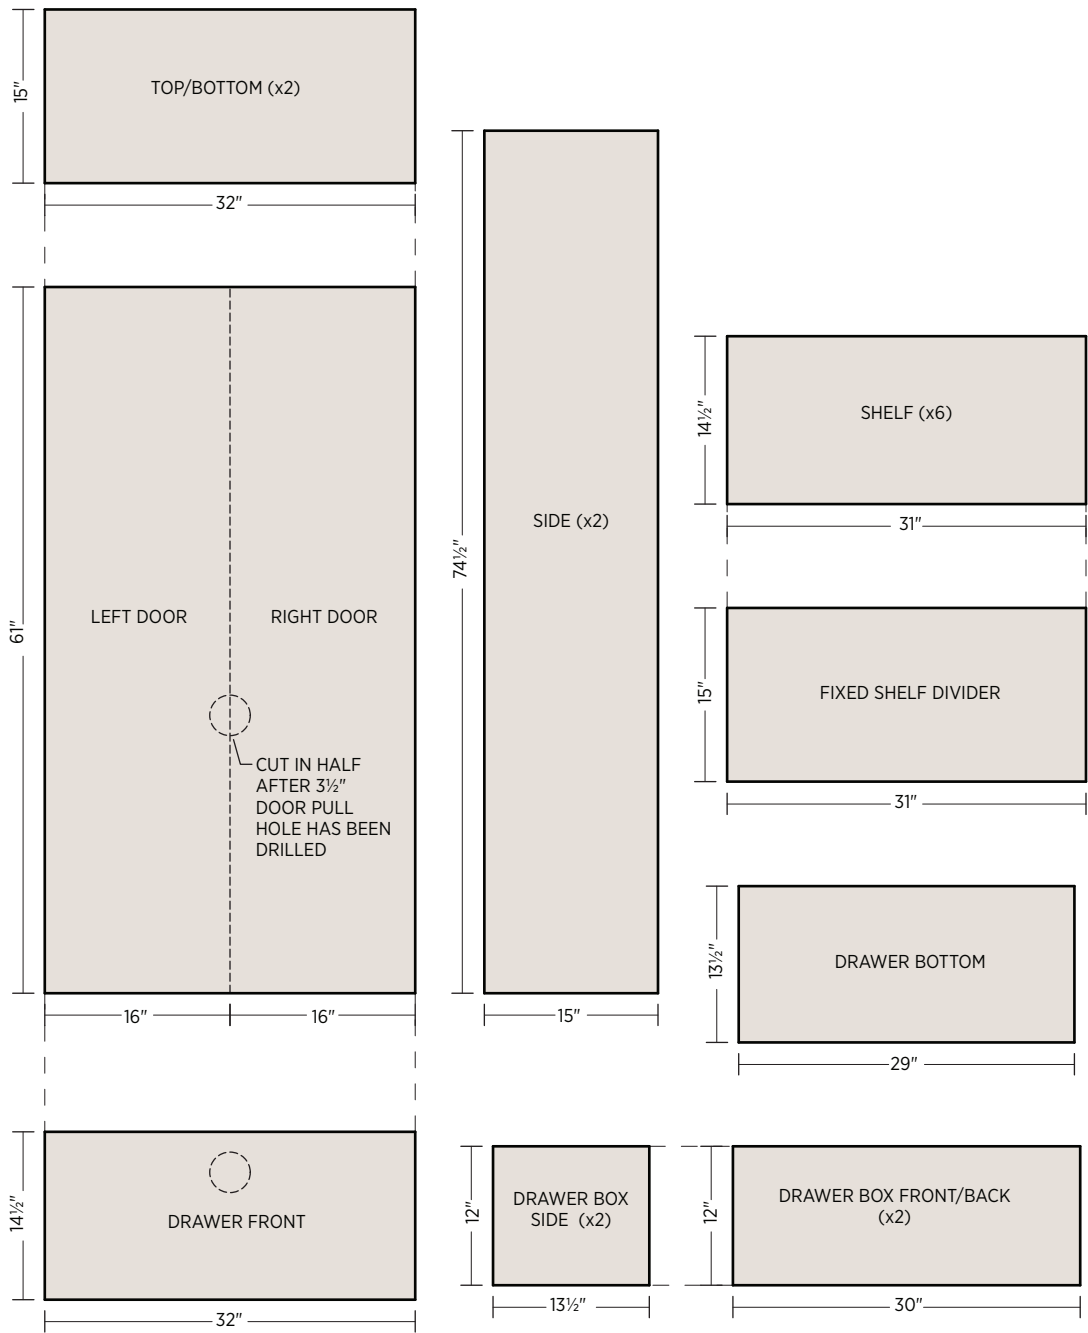 15"
TOP/BOTTOM (x2)
32"
61"
LEFT DOOR
RIGHT DOOR
CUT IN HALF
AFTER 3½"
DOOR PULL
HOLE HAS BEEN
DRILLED
16"
16"
14½"
DRAWER FRONT
32"
74½"
SIDE (x2)
15"
14½"
SHELF (x6)
31"
15"
FIXED SHELF DIVIDER
31"
13½"
DRAWER BOTTOM
29"
12"
DRAWER BOX
SIDE (x2)
13½"
12"
DRAWER BOX FRONT/BACK
(x2)
30"